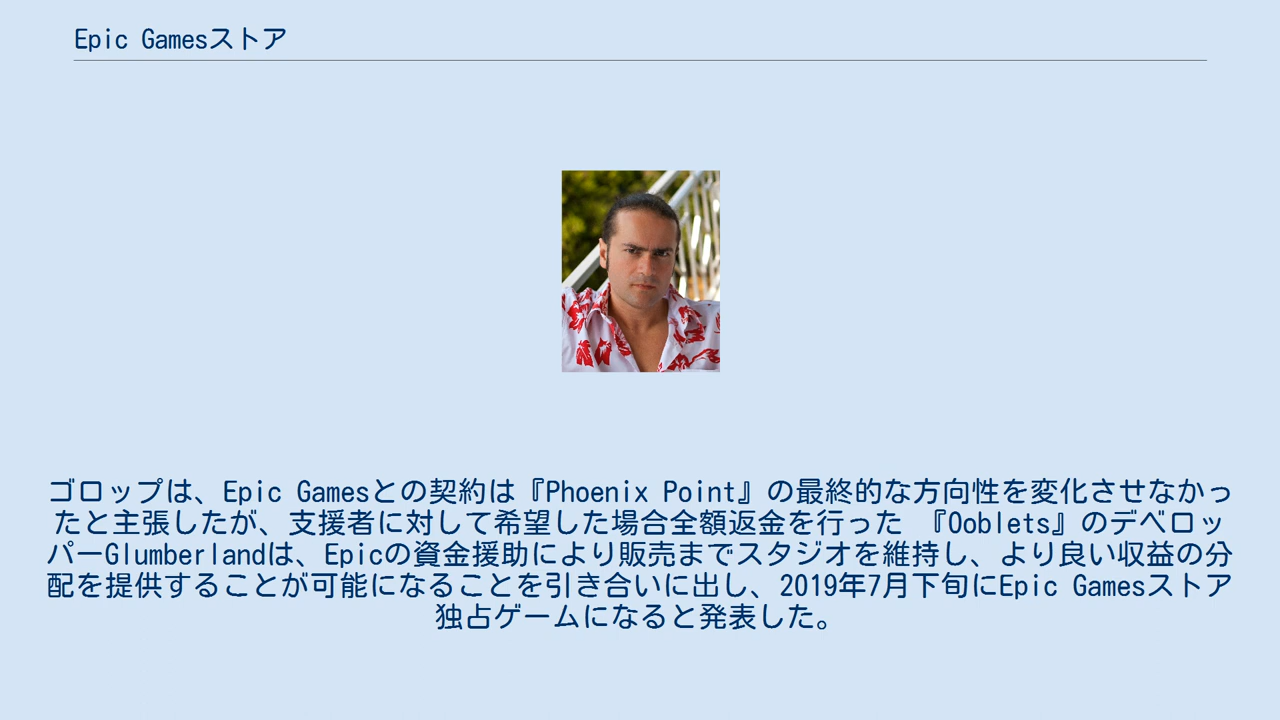 Epic Gamesストア
ゴロップは、Epic Gamesとの契約は『Phoenix Point』の最終的な方向性を変化させなかっ
たと主張したが、支援者に対して希望した場合全額返金を行った 『Ooblets』のデベロッ
パーGlumberlandは、Epicの資金援助により販売までスタジオを維持し、より良い収益の分
配を提供することが可能になることを引き合いに出し、2019年7月下旬にEpic Gamesストア
独占ゲームになると発表した。